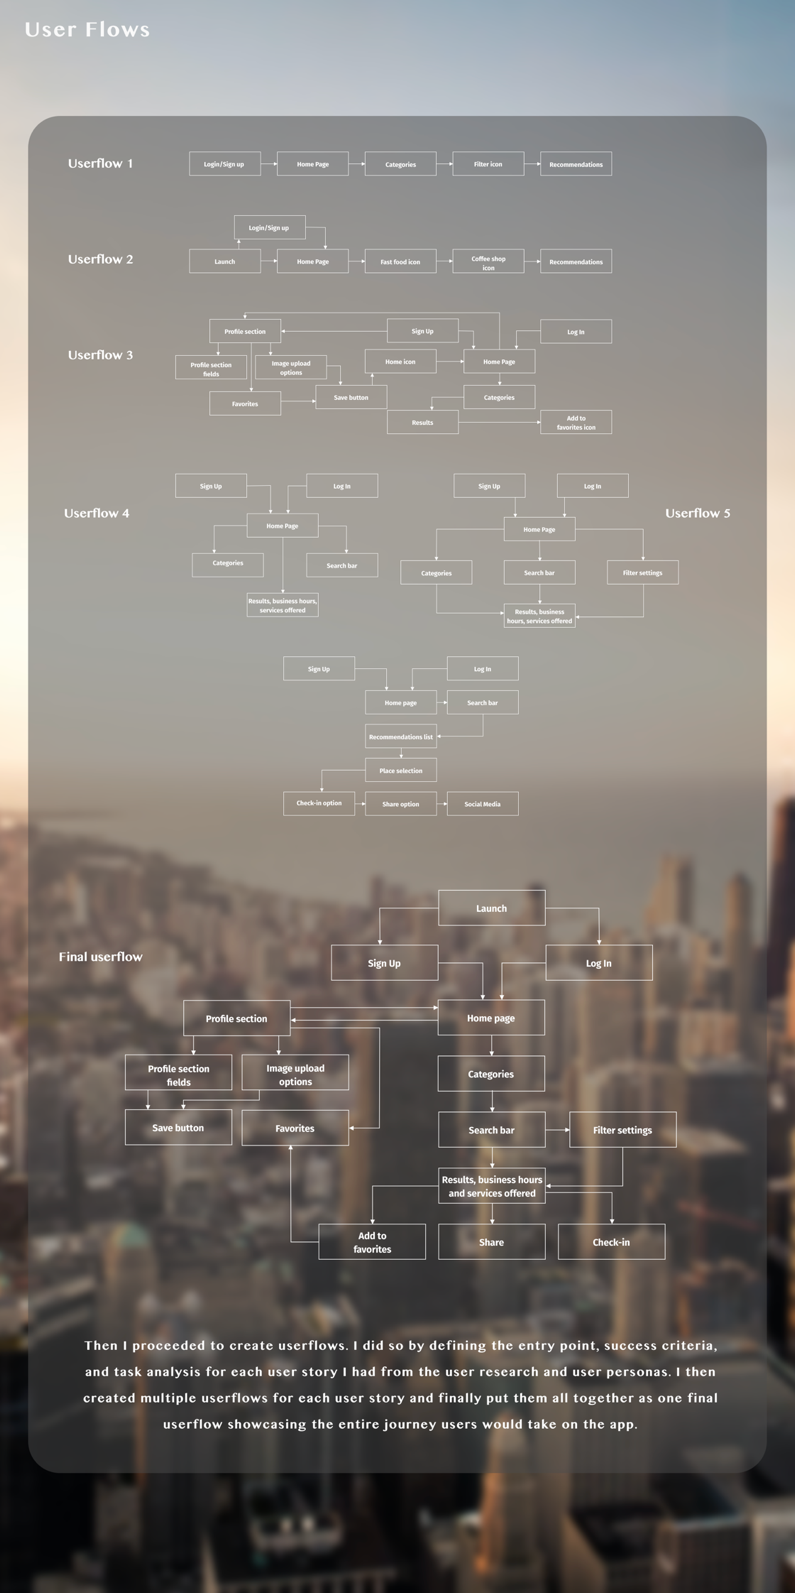 User Flows
Userflow 1
Login/Sign up
Home Page
Categories
Filter icon
Recommendations
Userflow 2
Login/Sign up
Launch
Home Page
Fast food icon
Coffee shop
icon
Recommendations
Userflow 3
Profile section
Sign Up
Log In
Profile section
fields
Image upload
options
Home icon
Home Page
Favorites
Save button
Categories
Results
Add to
favorites icon
Userflow 4
Sign Up
Log In
Home Page
Categories
Search bar
Results, business hours,
services offered
Userflow 5
Sign Up
Log In
Home Page
Categories
Search bar
Filter settings
Results, business
hours, services offered
Sign Up
Log In
Home page
Search bar
Recommendations list
Place selection
Check-in option
Share option
Social Media
Final userflow
Launch
Sign Up
Log In
Profile section
Home page
Profile section
fields
Image upload
options
Categories
Save button
Favorites
Search bar
Filter settings
Results, business hours
and services offered
Add to
favorites
Share
Check-in
Then I proceeded to create userflows. I did so by defining the entry point, success criteria,
and task analysis for each user story I had from the user research and user personas. I then
created multiple userflows for each user story and finally put them all together as one final
userflow showcasing the entire journey users would take on the app.